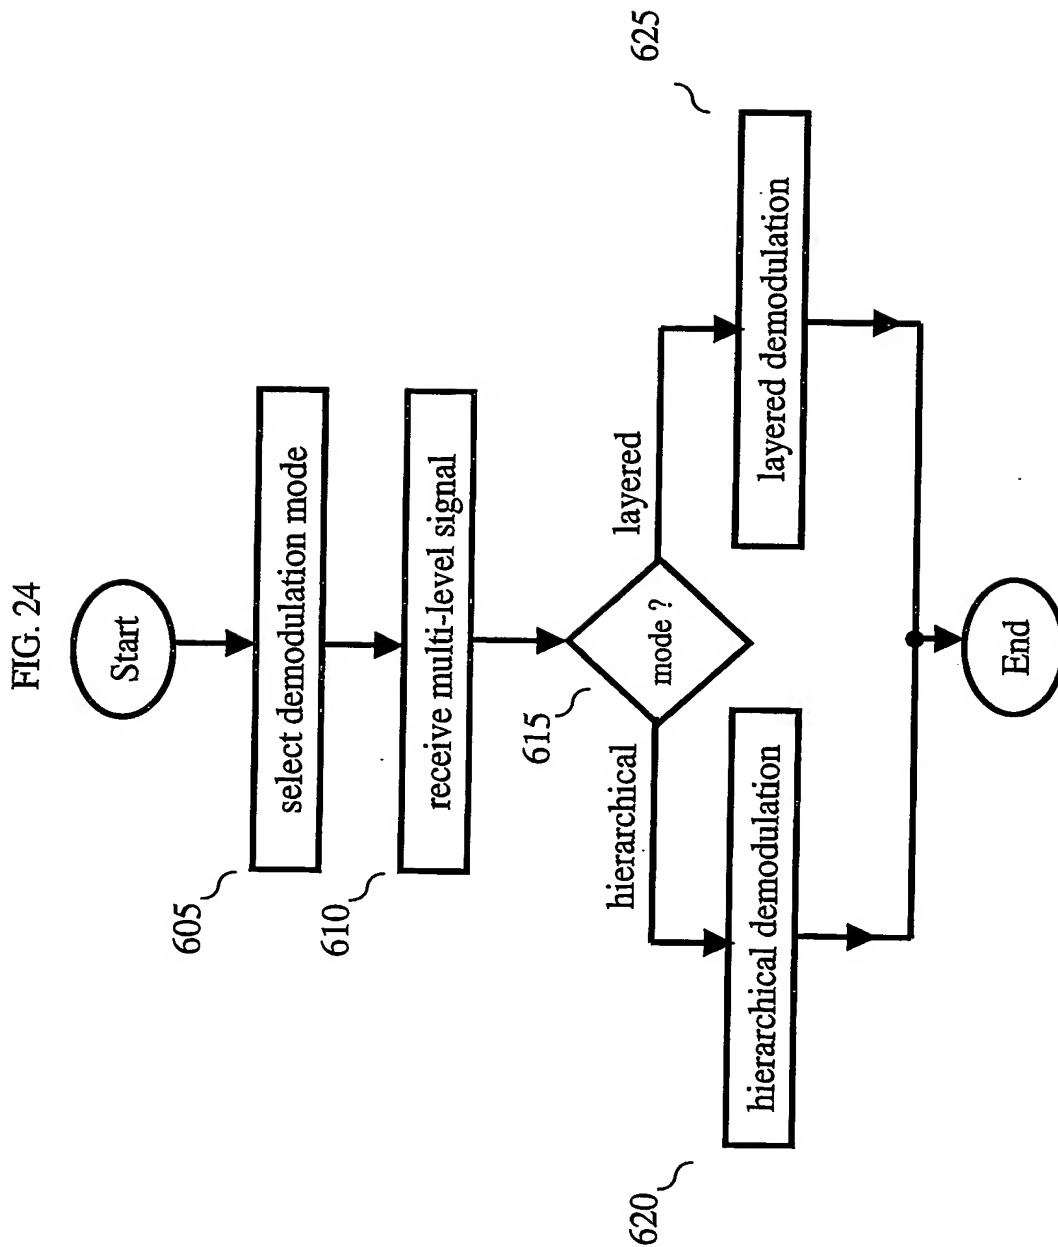 FIG. 24
Start
605
select demodulation mode
610
receive multi-level signal
615
mode ?
hierarchical
layered
620
hierarchical demodulation
625
layered demodulation
End